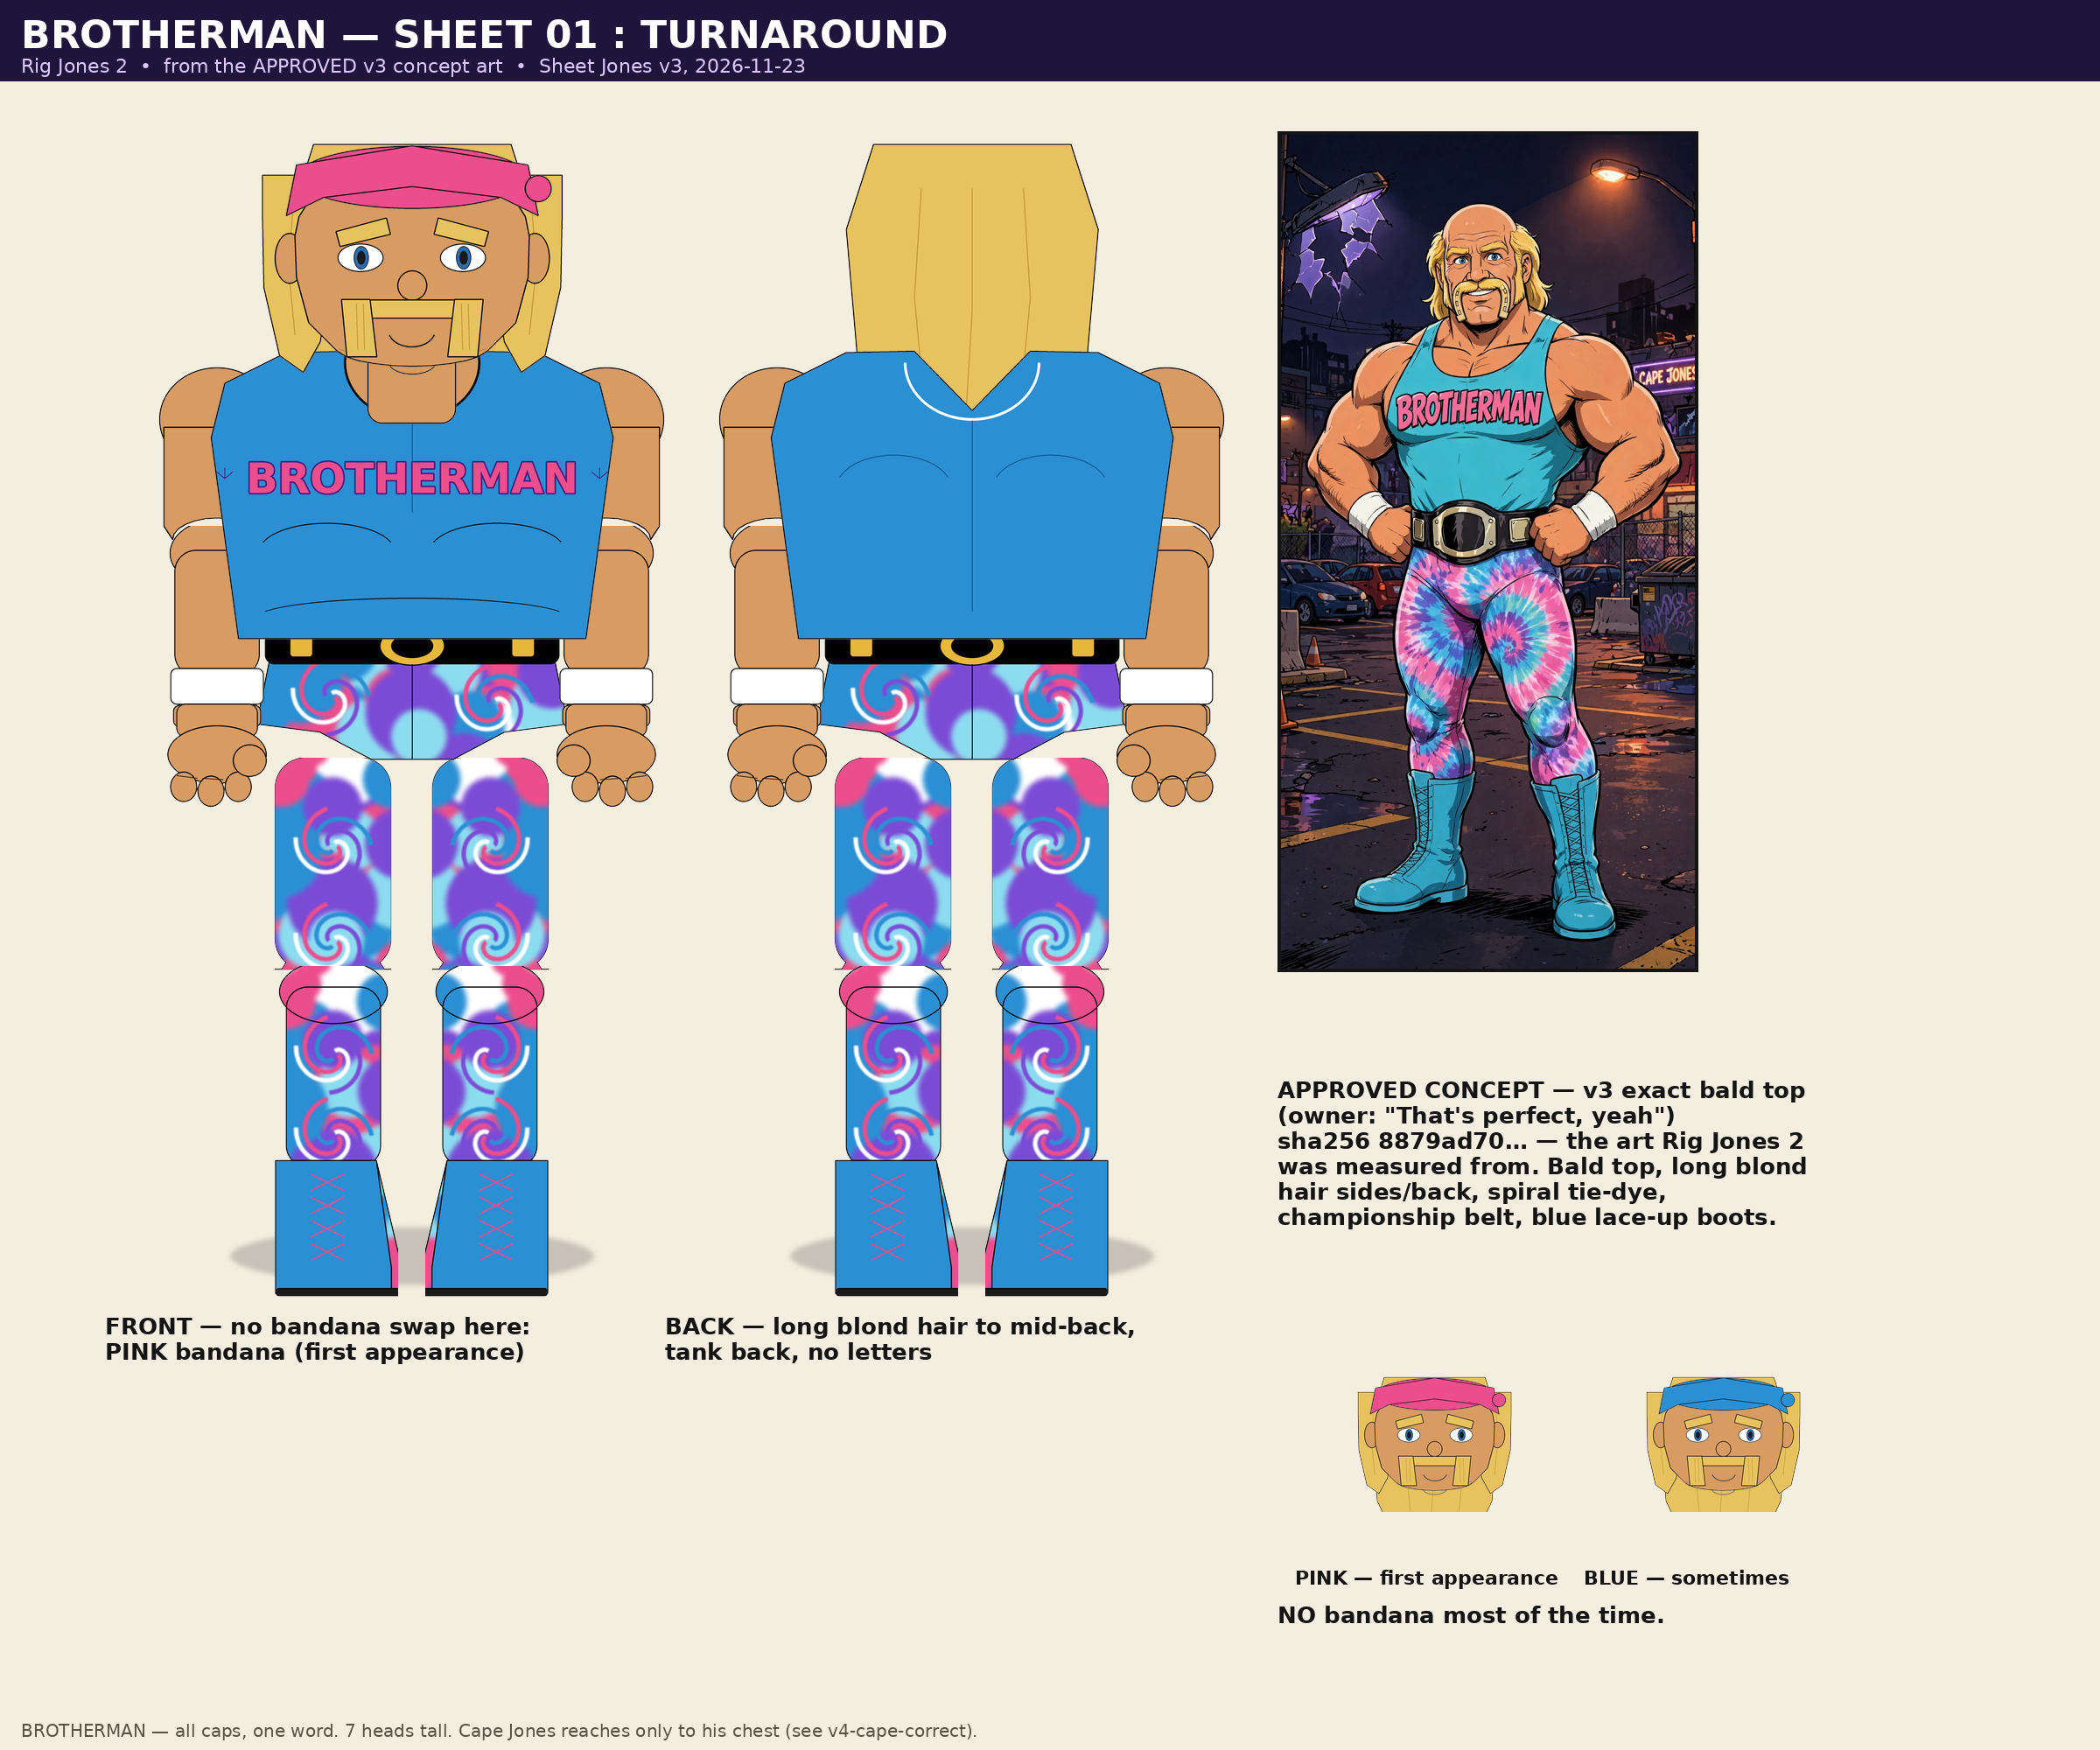 BROTHERMAN — SHEET 01 : TURNAROUND
Rig Jones 2 • from the APPROVED v3 concept art • Sheet Jones v3, 2026-11-23
BROTHERMAN
BROTHERMAN
CAPE JONES
APPROVED CONCEPT — v3 exact bald top
(owner: "That's perfect, yeah")
sha256 8879ad70... — the art Rig Jones 2
was measured from. Bald top, long blond
hair sides/back, spiral tie-dye,
championship belt, blue lace-up boots.
FRONT — no bandana swap here:
PINK bandana (first appearance)
BACK — long blond hair to mid-back,
tank back, no letters
PINK — first appearance
BLUE — sometimes
NO bandana most of the time.
BROTHERMAN — all caps, one word. 7 heads tall. Cape Jones reaches only to his chest (see v4-cape-correct).